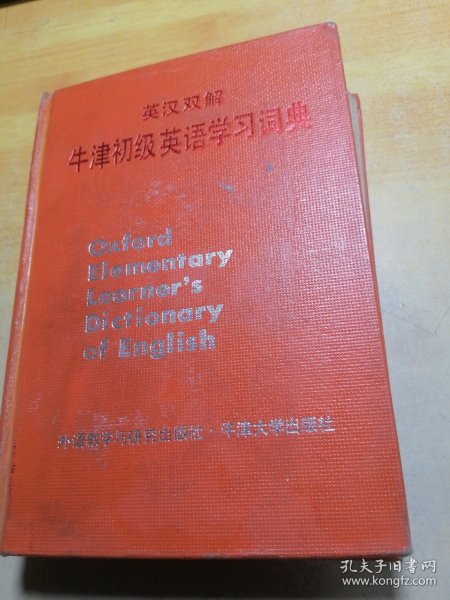 英汉双解
牛津初级英语学习词典
Oxford
Elementary
Learner's
Dictionary
of English
外语教学与研究出版社·牛津大学出版社
孔夫子旧书网
www.kongfz.com